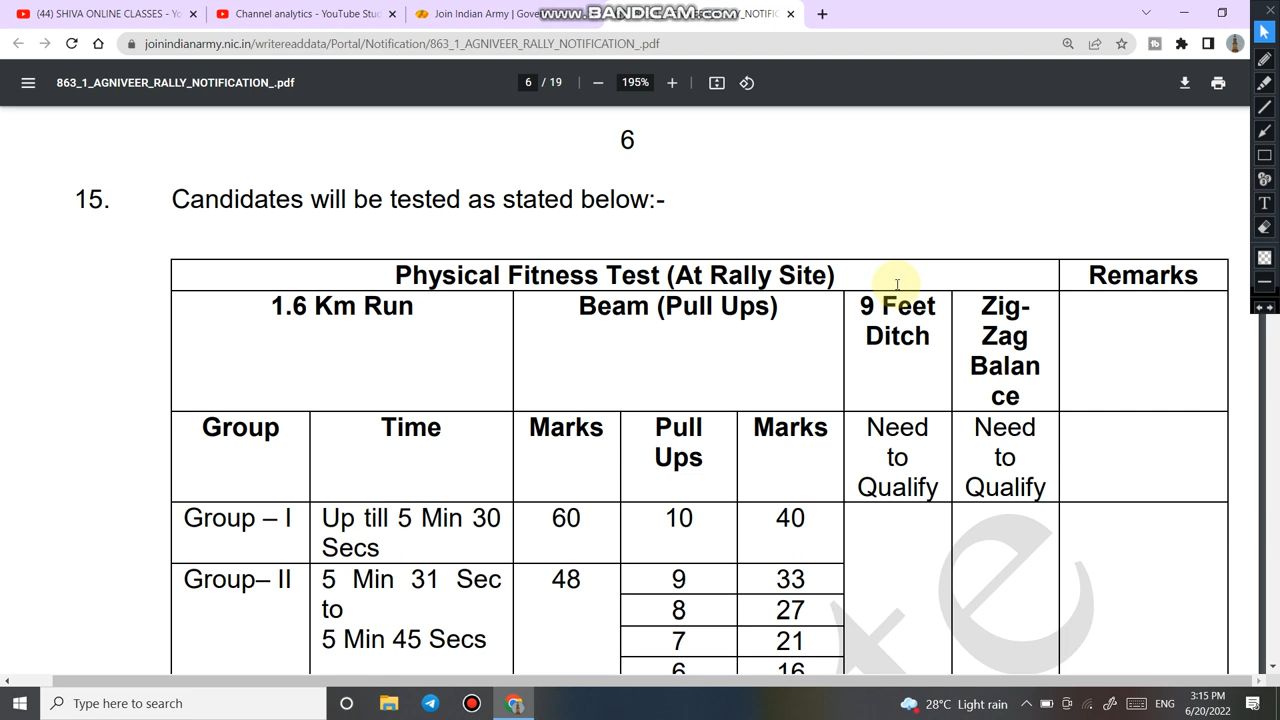 (44) SHIVA ONLINE CLASSES - Yo
Channel analytics - YouTube Stu
Join Indian Army | Gove
WWW.BANDICAM.COM
_NOTIFIC
joinindianarmy.nic.in/writereaddata/Portal/Notification/863_1_AGNIVEER_RALLY_NOTIFICATION_.pdf
863_1_AGNIVEER_RALLY_NOTIFICATION_.pdf
6 / 19
195%
6
15. Candidates will be tested as stated below:-
Physical Fitness Test (At Rally Site)
Remarks
1.6 Km Run
Beam (Pull Ups)
9 Feet
Ditch
Zig-
Zag
Balan
ce
Group
Time
Marks
Pull
Ups
Marks
Need
to
Qualify
Need
to
Qualify
Group – I
Up till 5 Min 30
Secs
60
10
40
Group– II
5 Min 31 Sec
to
5 Min 45 Secs
48
9
33
8
27
7
21
6
16
Type here to search
28°C Light rain
ENG
3:15 PM
6/20/2022